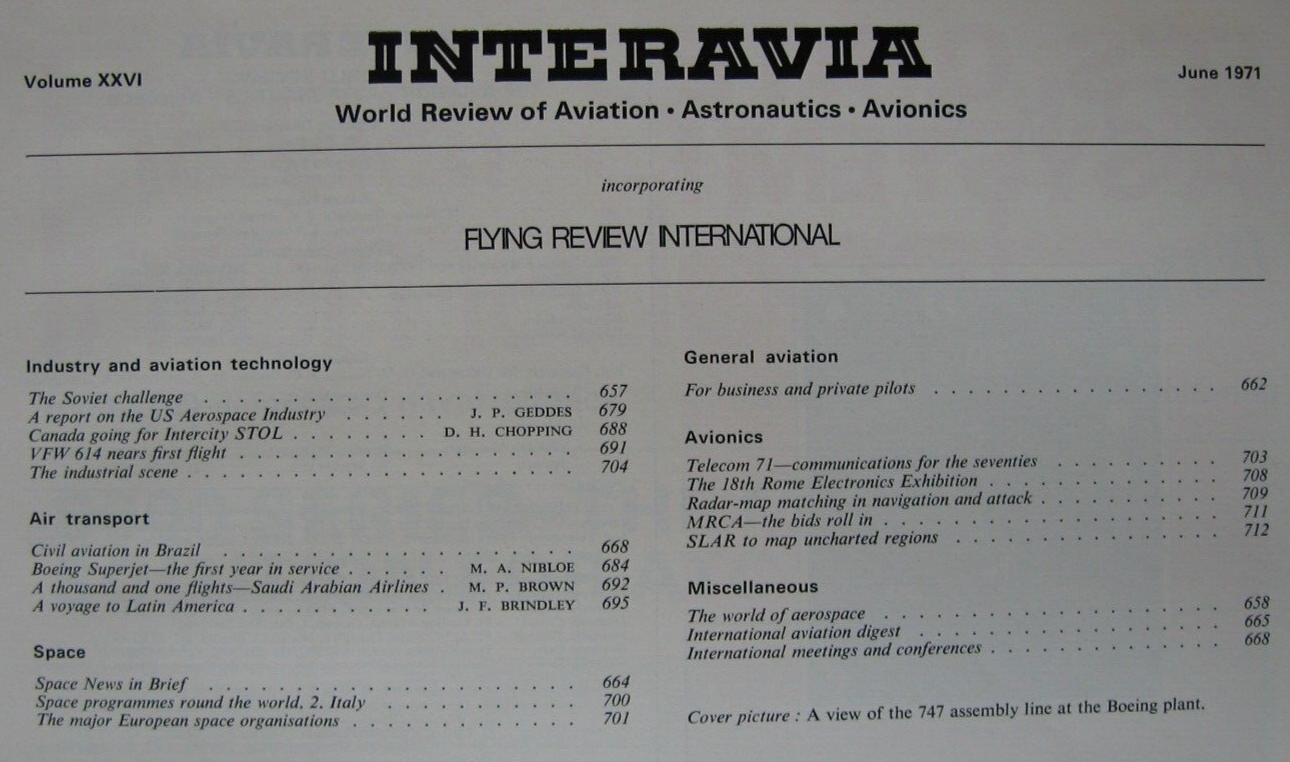 INTERAVIA
Volume XXVI
June 1971
World Review of Aviation • Astronautics • Avionics
incorporating
FLYING REVIEW INTERNATIONAL
Industry and aviation technology
The Soviet challenge . . . . . . . . . . . . . . . . . . . . 657
A report on the US Aerospace Industry . . . . . . J. P. GEDDES 679
Canada going for Intercity STOL . . . . . . . . D. H. CHOPPING 688
VFW 614 nears first flight . . . . . . . . . . . . . . . . . . 691
The industrial scene . . . . . . . . . . . . . . . . . . . . . 704
Air transport
Civil aviation in Brazil . . . . . . . . . . . . . . . . . . . 668
Boeing Superjet—the first year in service . . . . . . M. A. NIBLOE 684
A thousand and one flights—Saudi Arabian Airlines . M. P. BROWN 692
A voyage to Latin America . . . . . . . . . . . J. F. BRINDLEY 695
Space
Space News in Brief . . . . . . . . . . . . . . . . . . . . 664
Space programmes round the world. 2. Italy . . . . . . . . . . . 700
The major European space organisations . . . . . . . . . . . . 701
General aviation
For business and private pilots . . . . . . . . . . . . . . . . 662
Avionics
Telecom 71—communications for the seventies . . . . . . . . . 703
The 18th Rome Electronics Exhibition . . . . . . . . . . . . . 708
Radar-map matching in navigation and attack . . . . . . . . . . 709
MRCA—the bids roll in . . . . . . . . . . . . . . . . . . . 711
SLAR to map uncharted regions . . . . . . . . . . . . . . . 712
Miscellaneous
The world of aerospace . . . . . . . . . . . . . . . . . . . 658
International aviation digest . . . . . . . . . . . . . . . . . 665
International meetings and conferences . . . . . . . . . . . . . 668
Cover picture : A view of the 747 assembly line at the Boeing plant.